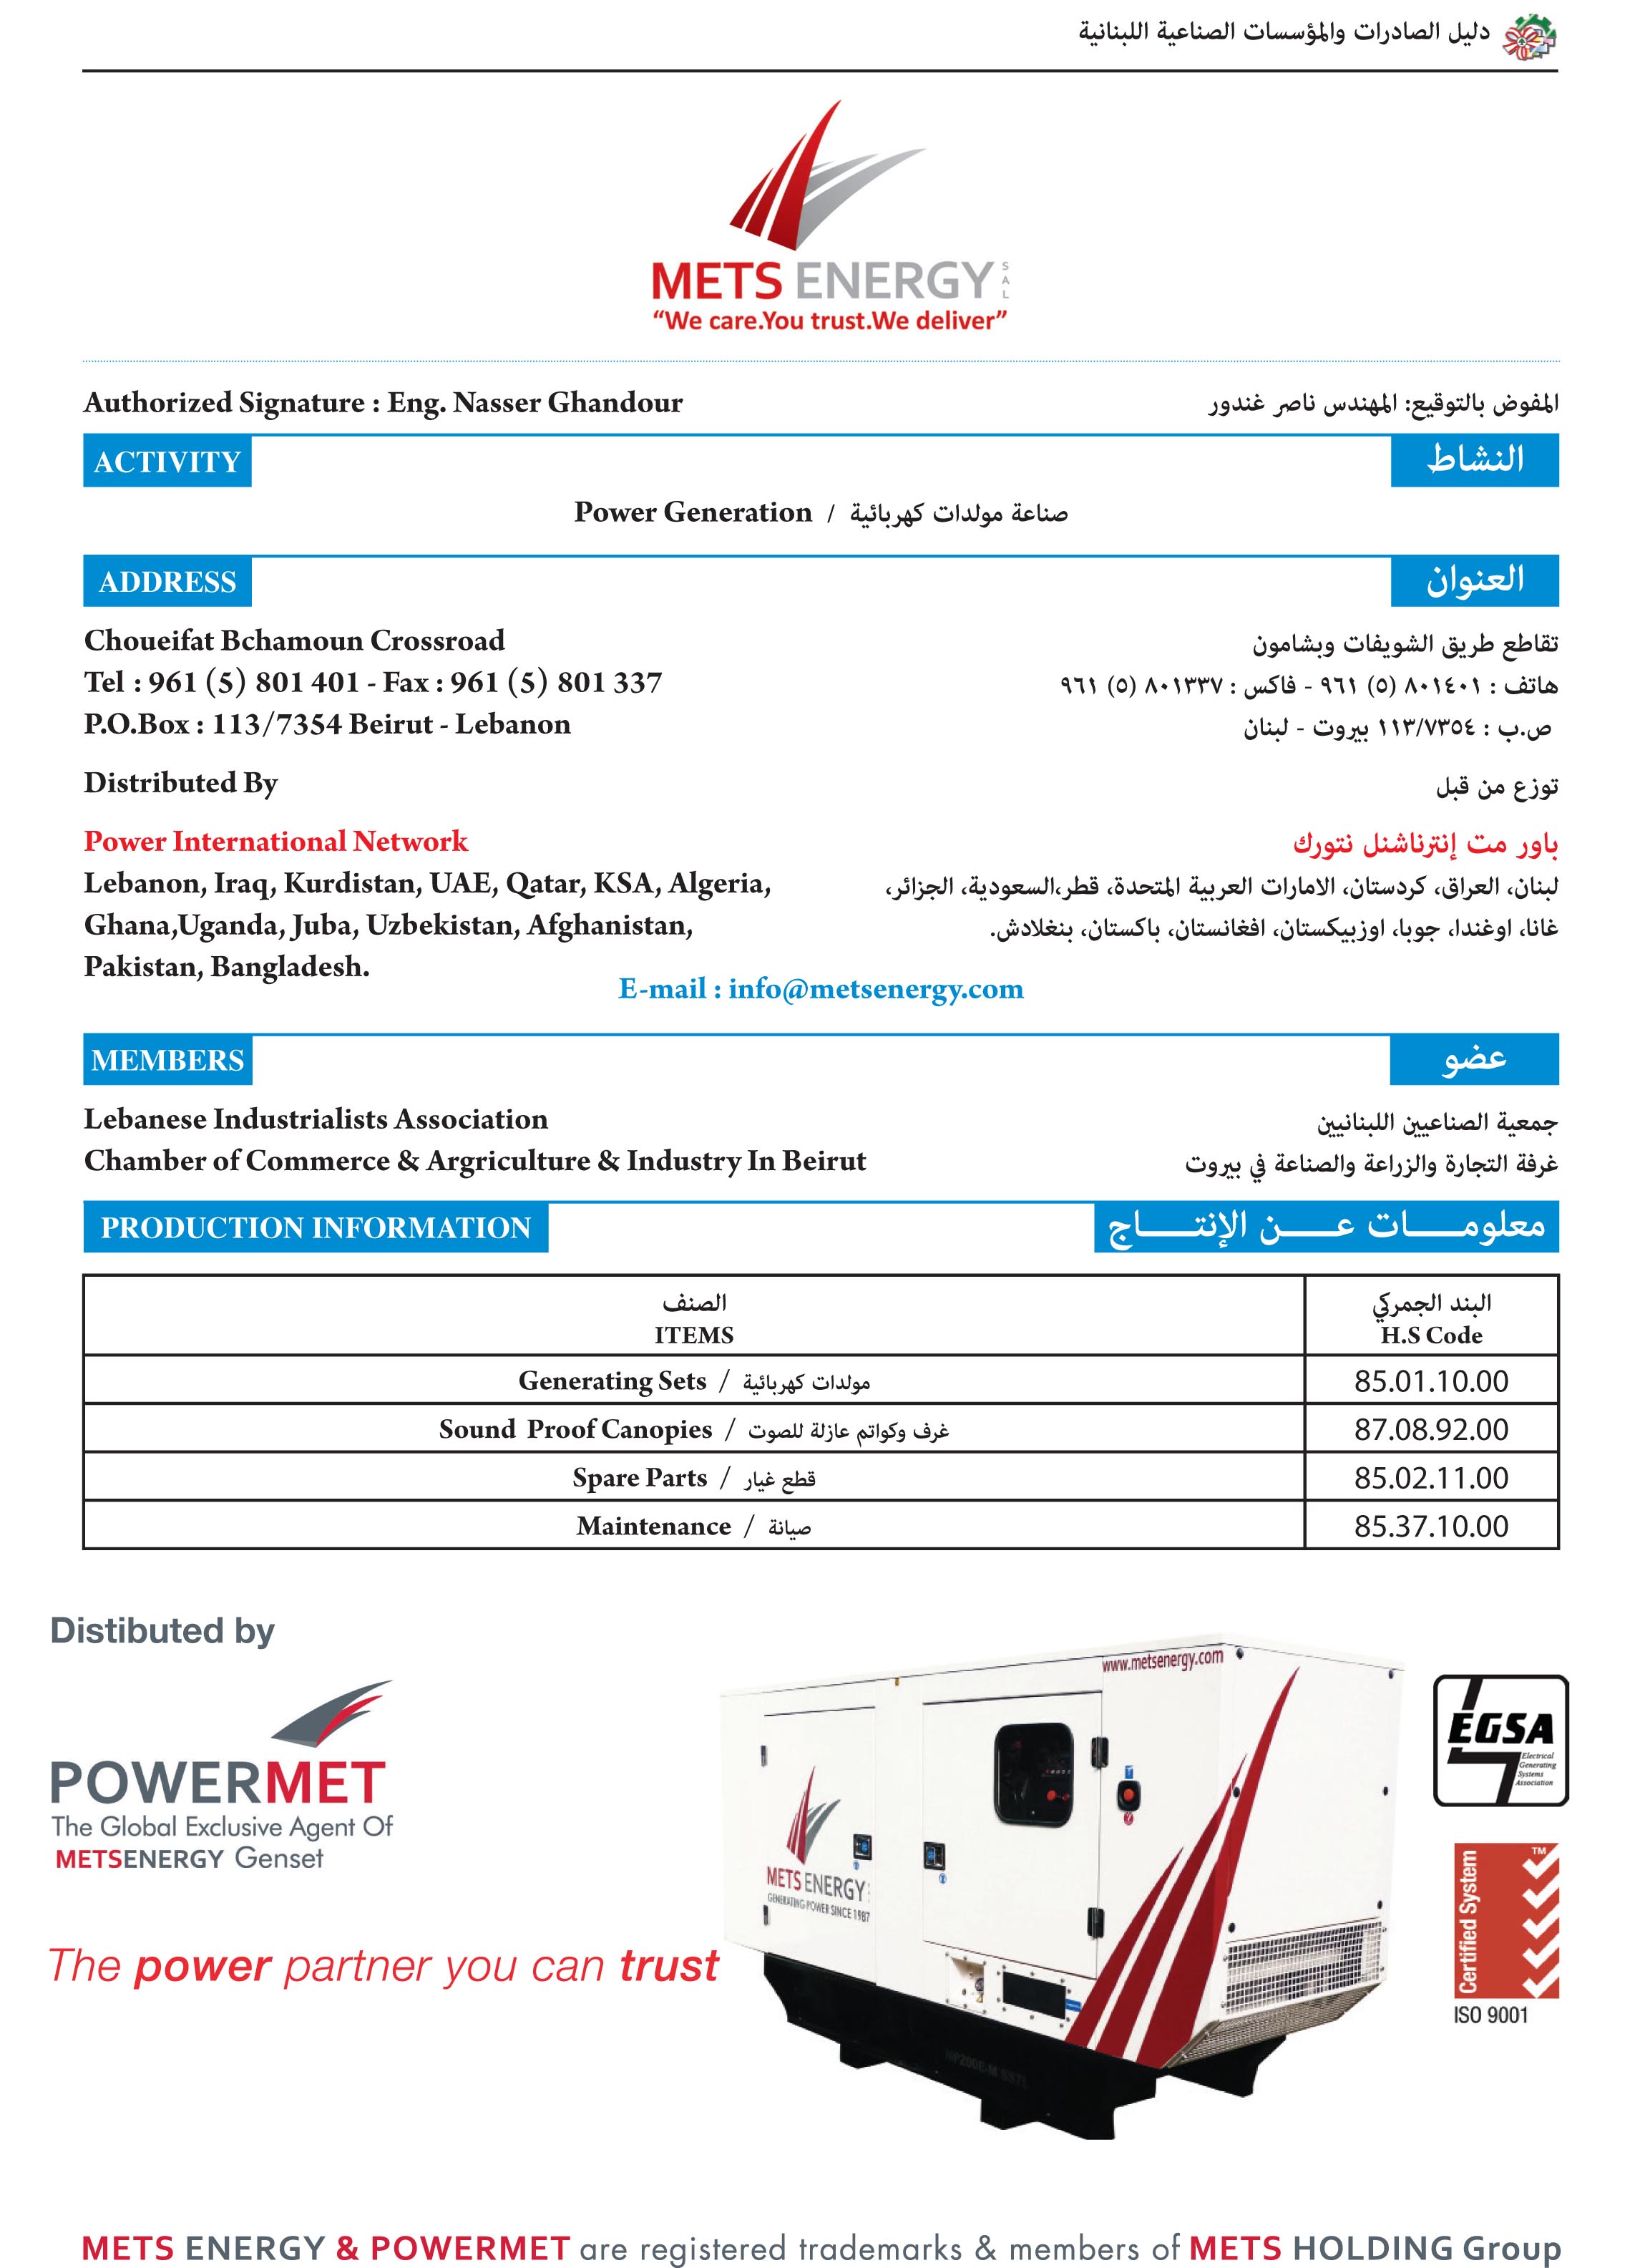 دليل الصادرات والمؤسسات الصناعية اللبنانية
METS ENERGY SAL
“We care.You trust.We deliver”
Authorized Signature : Eng. Nasser Ghandour
المفوض بالتوقيع: المهندس ناصر غندور
ACTIVITY
النشاط
Power Generation / صناعة مولدات كهربائية
ADDRESS
العنوان
Choueifat Bchamoun Crossroad
Tel : 961 (5) 801 401 - Fax : 961 (5) 801 337
P.O.Box : 113/7354 Beirut - Lebanon
تقاطع طريق الشويفات وبشامون
هاتف : ٨٠١٤٠١ (٥) ٩٦١ - فاكس : ٨٠١٣٣٧ (٥) ٩٦١
ص.ب : ١١٣/٧٣٥٤ بيروت - لبنان
Distributed By
توزع من قبل
Power International Network
Lebanon, Iraq, Kurdistan, UAE, Qatar, KSA, Algeria,
Ghana,Uganda, Juba, Uzbekistan, Afghanistan,
Pakistan, Bangladesh.
باور مت إنترناشنل نتورك
لبنان، العراق، كردستان، الامارات العربية المتحدة، قطر،السعودية، الجزائر،
غانا، اوغندا، جوبا، اوزبيكستان، افغانستان، باكستان، بنغلادش.
E-mail : info@metsenergy.com
MEMBERS
عضو
Lebanese Industrialists Association
Chamber of Commerce & Argriculture & Industry In Beirut
جمعية الصناعيين اللبنانيين
غرفة التجارة والزراعة والصناعة في بيروت
PRODUCTION INFORMATION
معلومـــــات عـــــن الإنتـــــاج
الصنف
ITEMS
البند الجمركي
H.S Code
Generating Sets / مولدات كهربائية
85.01.10.00
Sound Proof Canopies / غرف وكواتم عازلة للصوت
87.08.92.00
Spare Parts / قطع غيار
85.02.11.00
Maintenance / صيانة
85.37.10.00
Distibuted by
POWERMET
The Global Exclusive Agent Of
METSENERGY Genset
The power partner you can trust
www.metsenergy.com
METS ENERGY
GENERATING POWER SINCE 1987
EGSA
Electrical
Generating
Systems
Association
Certified System
TM
ISO 9001
METS ENERGY & POWERMET are registered trademarks & members of METS HOLDING Group